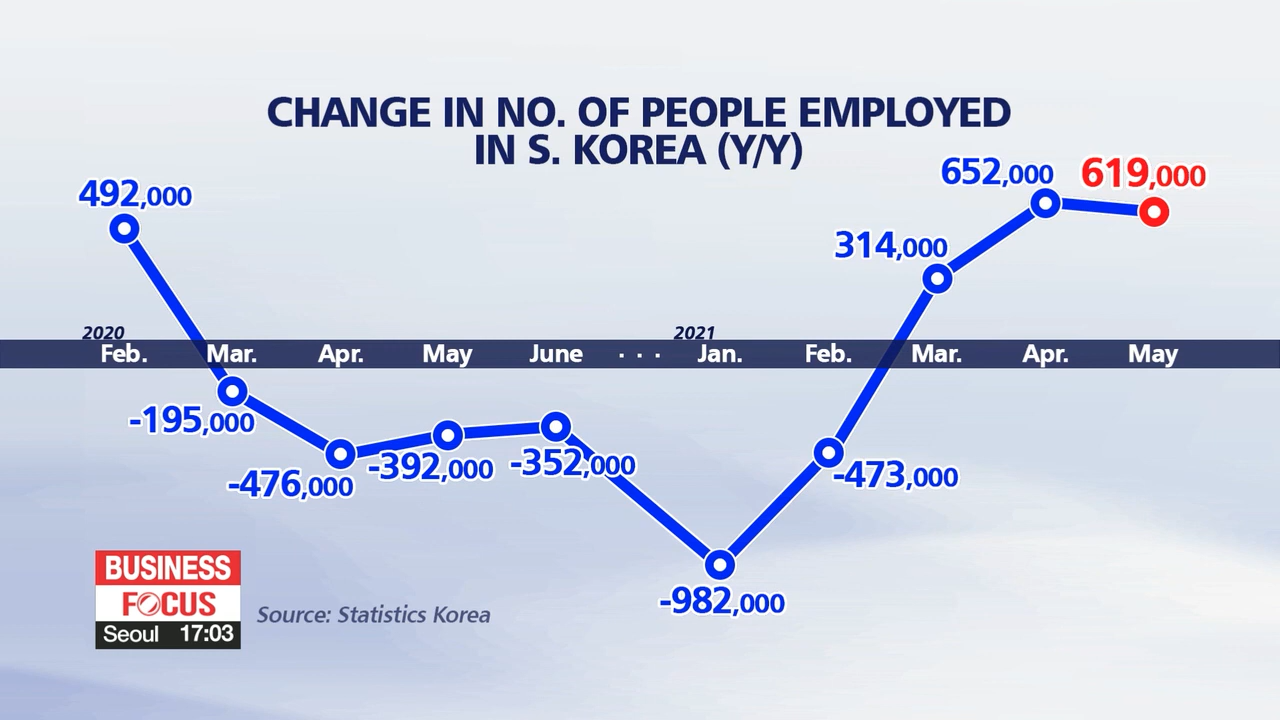 CHANGE IN NO. OF PEOPLE EMPLOYED
IN S. KOREA (Y/Y)
492,000
-195,000
-476,000
-392,000
-352,000
-982,000
-473,000
314,000
652,000
619,000
2020
2021
Feb. Mar. Apr. May June ... Jan. Feb. Mar. Apr. May
BUSINESS
FOCUS
Seoul 17:03
Source: Statistics Korea